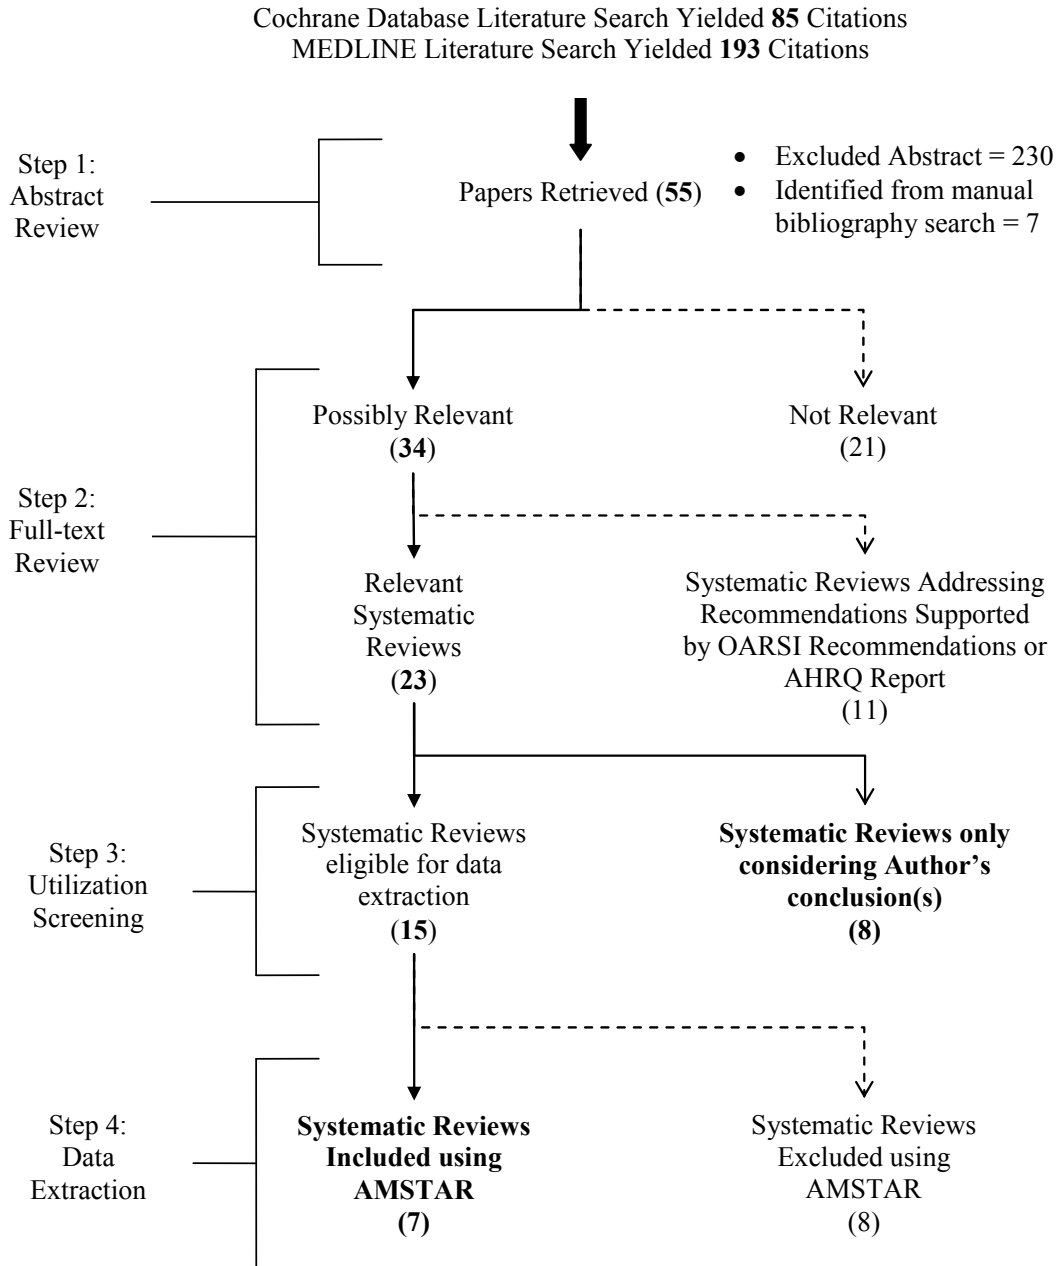 Cochrane Database Literature Search Yielded 85 Citations
MEDLINE Literature Search Yielded 193 Citations
Step 1:
Abstract
Review
Papers Retrieved (55)
• Excluded Abstract = 230
• Identified from manual
bibliography search = 7
Step 2:
Full-text
Review
Possibly Relevant
(34)
Not Relevant
(21)
Relevant
Systematic
Reviews
(23)
Systematic Reviews Addressing
Recommendations Supported
by OARSI Recommendations or
AHRQ Report
(11)
Step 3:
Utilization
Screening
Systematic Reviews
eligible for data
extraction
(15)
Systematic Reviews only
considering Author’s
conclusion(s)
(8)
Step 4:
Data
Extraction
Systematic Reviews
Included using
AMSTAR
(7)
Systematic Reviews
Excluded using
AMSTAR
(8)